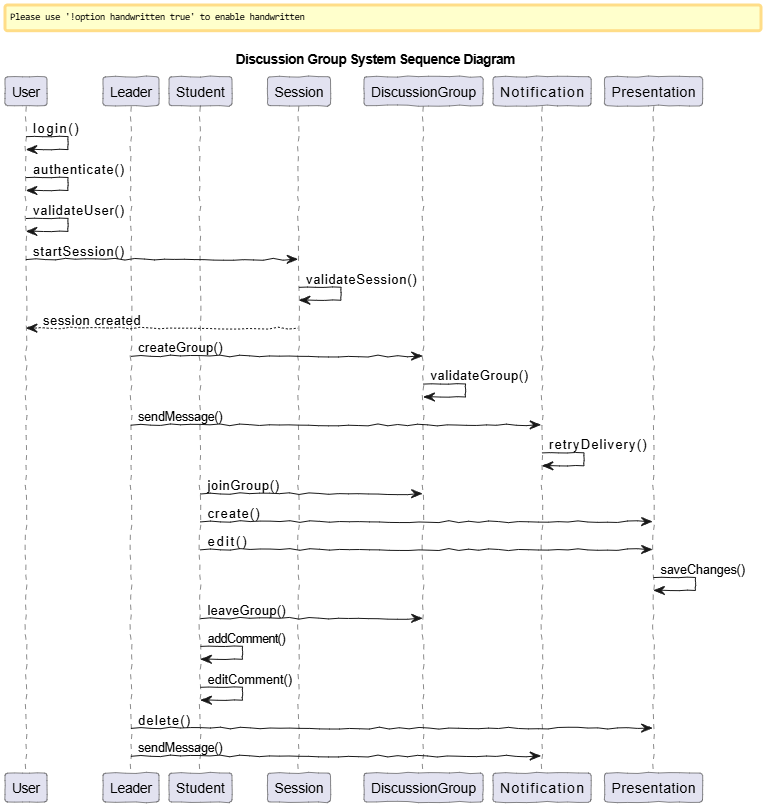 Please use '!option handwritten true' to enable handwritten
Discussion Group System Sequence Diagram
User Leader Student Session DiscussionGroup Notification Presentation
login()
authenticate()
validateUser()
startSession()
validateSession()
session created
createGroup()
validateGroup()
sendMessage()
retryDelivery()
joinGroup()
create()
edit()
saveChanges()
leaveGroup()
addComment()
editComment()
delete()
sendMessage()
User Leader Student Session DiscussionGroup Notification Presentation